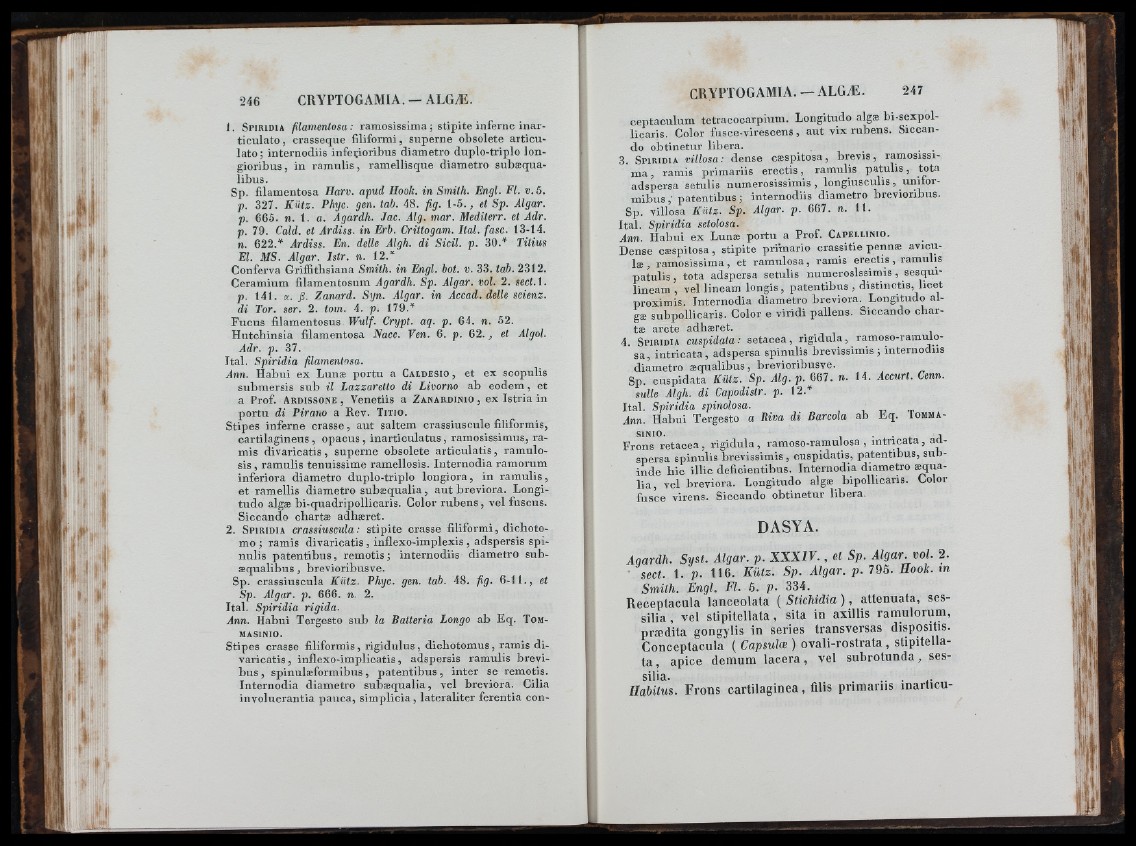 246 CRYPTOGAMIA. — ALGÆ.
1. SPIRIDIA filamentosa: ramosissima; stipite inferne inar-
ticulato, crasseque filiformi, superne obsolete articu-
lato; internodiis inferioribus diametro duplo-triplo lon-
gioribus, in ramulis, ramellisque diametro subæqua-
libus.
Sp. filamentosa Harv. apud Hook. in Smith. Engl. Fl. v. 5.
p. 327. Kütz. Phyc. gen. tab. 48. fig. 1-5., et Sp. Algar.
p. 665. n. 1. a. Agardh. Jac. Alg. mar. Mediterr. et Adr.
p. 79. Cald. et Ardiss. in Erb. Crittogam. Ital. fasc. 13-14.
n. 622.* Ardiss. En. delle Algh. di Sicil. p. 30.* Titius
El. MS. Algar. Istr. n. 12.*
Conferva Griffithsiana Smith. in Engl. bot. v. 33. tab. 2312.
Ceramium filamentosum Agardh. Sp. Algar. vol. 2. sect. 1.
p. 141. α. β. Zanard. Syn. Algar. in Accad. delle scienz.
di Tor. ser. 2. tom. 4. p. 179.*
Fucus filamentosus Wulf. Crypt. aq. p. 64. n. 52.
Hutchinsia filamentosa Nacc. Ven. 6. p. 62., et Algol.
Adr. p. 37.
Ital. Spiridia filamentosa.
Ann. Habui ex Lunæ portu a CALDESIO, et ex scopulis
submersis sub il Lazzaretto di Livorno ab eodem, et
a Prof. ARDISSONE, Venetiis a ZANARDINIO, ex Istria in
portu di Pirano a Rev. TITIO.
Stipes inferne crasse, aut saltem crassiuscule filiformis,
cartilagineus, opacus, inarticulatus, ramosissimus, ra-
mis divaricatis, superne obsolete articulatis, ramulo-
sis, ramulis tenuissime ramellosis. Internodia ramorum
inferiora diametro duplo-triplo longiora, in ramulis,
et ramellis diametro subæqualia, aut breviora. Longi-
tudo algæ bi-quadripollicaris. Color rubens, vel fuscus.
Siccando chartæ adhæret.
2. SPIRIDIA crassiuscula: stipite crasse filiformi, dichoto-
mo; ramis divaricatis, inflexo-implexis, adspersis spi-
nulis patentibus, remotis; internodiis diametro sub-
æqualibus, brevioribusve.
Sp. crassiuscula Kütz. Phyc. gen. tab. 48. fig. 6-11., et
Sp. Algar. p. 666. n. 2.
Ital. Spiridia rigida.
Ann. Habui Tergesto sub la Batteria Longo ab Eq. TOM-
MASINIO.
Stipes crasse filiformis, rigidulus, dichotomus, ramis di-
varicatis, inflexo-implicatis, adspersis ramulis brevi-
bus, spinulæformibus, patentibus, inter se remotis.
Internodia diametro subæqualia, vel breviora. Cilia
involucrantia pauca, simplicia, lateraliter ferentia con-
CRYPTOGAMIA. — ALGÆ. 247
ceptaculum tetracocarpium. Longitudo algæ bi-sexpol-
licaris. Color fusce-virescens, aut vix rubens. Siccan-
do obtinetur libera.
3. SPIRIDIA villosa: dense cæspitosa, brevis, ramosissi-
ma, ramis primariis erectis, ramulis patulis, tota
adspersa setulis numerosissimis, longiusculis, unifor-
mibus, patentibus; internodiis diametro brevioribus.
Sp. villosa Kütz. Sp. Algar. p. 667. n. 11.
Ital. Spiridia setolosa.
Ann. Habui ex Lunæ portu a Prof. CAPELLINIO.
Dense cæspitosa, stipite primario crassitie pennæ avicu-
læ, ramosissima, et ramulosa, ramis erectis, ramulis
patulis, tota adspersa setulis numerosissimis, sesqui-
lineam, vel lineam longis, patentibus, distinctis, licet
proximis. Internodia diametro breviora. Longitudo al-
gæ subpollicaris. Color e viridi pallens. Siccando char-
tæ arcte adhæret.
4. SPIRIDIA cuspidata: setacea, rigidula, ramoso-ramulo-
sa, intricata, adspersa spinulis brevissimis; internodiis
diametro æqualibus, brevioribusve.
Sp. cuspidata Kütz. Sp. Alg. p. 667. n. 14. Accurt. Cenn.
sulle Algh. di Capodistr. p. 12.*
Ital. Spiridia spinolosa.
Ann. Habui Tergesto a Riva di Barcola ab Eq. TOMMA-
SINIO.
Frons retacea, rigidula, ramoso-ramulosa, intricata, ad-
spersa spinulis brevissimis, cuspidatis, patentibus, sub-
inde hic illic deficientibus. Internodia diametro æqua-
lia, vel breviora. Longitudo algæ bipollicaris. Color
fusce virens. Siccando obtinetur libera.
DASYA.
Agardh. Syst. Algar. p. XXXIV., et Sp. Algar. vol. 2.
sect. 1. p. 116. Kütz. Sp. Algar. p. 795. Hook. in
Smith. Engl. Fl. 5. p. 334.
Receptacula lanceolata (Stichidia), attenuata, ses-
silia, vel stipitellata, sita in axillis ramulorum,
prædita gongylis in series transversas dispositis.
Conceptacula (Capsulæ) ovali-rostrata, stipitella-
ta, apice demum lacera, vel subrotunda, ses-
silia.
Habitus. Frons cartilaginea, filis primariis inarticu-